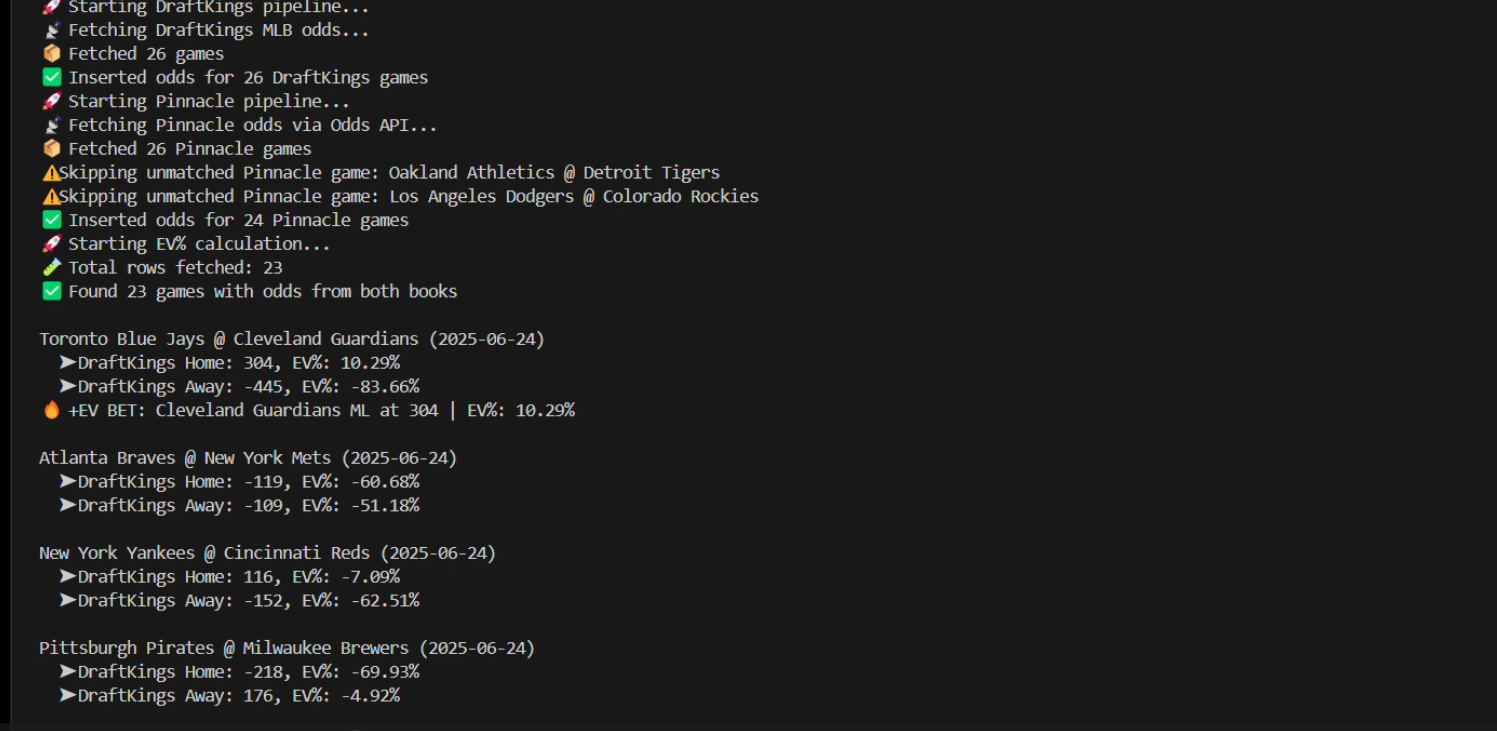 🚀 Starting DraftKings pipeline...
📡 Fetching DraftKings MLB odds...
📦 Fetched 26 games
✅ Inserted odds for 26 DraftKings games
🚀 Starting Pinnacle pipeline...
📡 Fetching Pinnacle odds via Odds API...
📦 Fetched 26 Pinnacle games
⚠️Skipping unmatched Pinnacle game: Oakland Athletics @ Detroit Tigers
⚠️Skipping unmatched Pinnacle game: Los Angeles Dodgers @ Colorado Rockies
✅ Inserted odds for 24 Pinnacle games
🚀 Starting EV% calculation...
🧪 Total rows fetched: 23
✅ Found 23 games with odds from both books
Toronto Blue Jays @ Cleveland Guardians (2025-06-24)
➤DraftKings Home: 304, EV%: 10.29%
➤DraftKings Away: -445, EV%: -83.66%
🔥 +EV BET: Cleveland Guardians ML at 304 | EV%: 10.29%
Atlanta Braves @ New York Mets (2025-06-24)
➤DraftKings Home: -119, EV%: -60.68%
➤DraftKings Away: -109, EV%: -51.18%
New York Yankees @ Cincinnati Reds (2025-06-24)
➤DraftKings Home: 116, EV%: -7.09%
➤DraftKings Away: -152, EV%: -62.51%
Pittsburgh Pirates @ Milwaukee Brewers (2025-06-24)
➤DraftKings Home: -218, EV%: -69.93%
➤DraftKings Away: 176, EV%: -4.92%